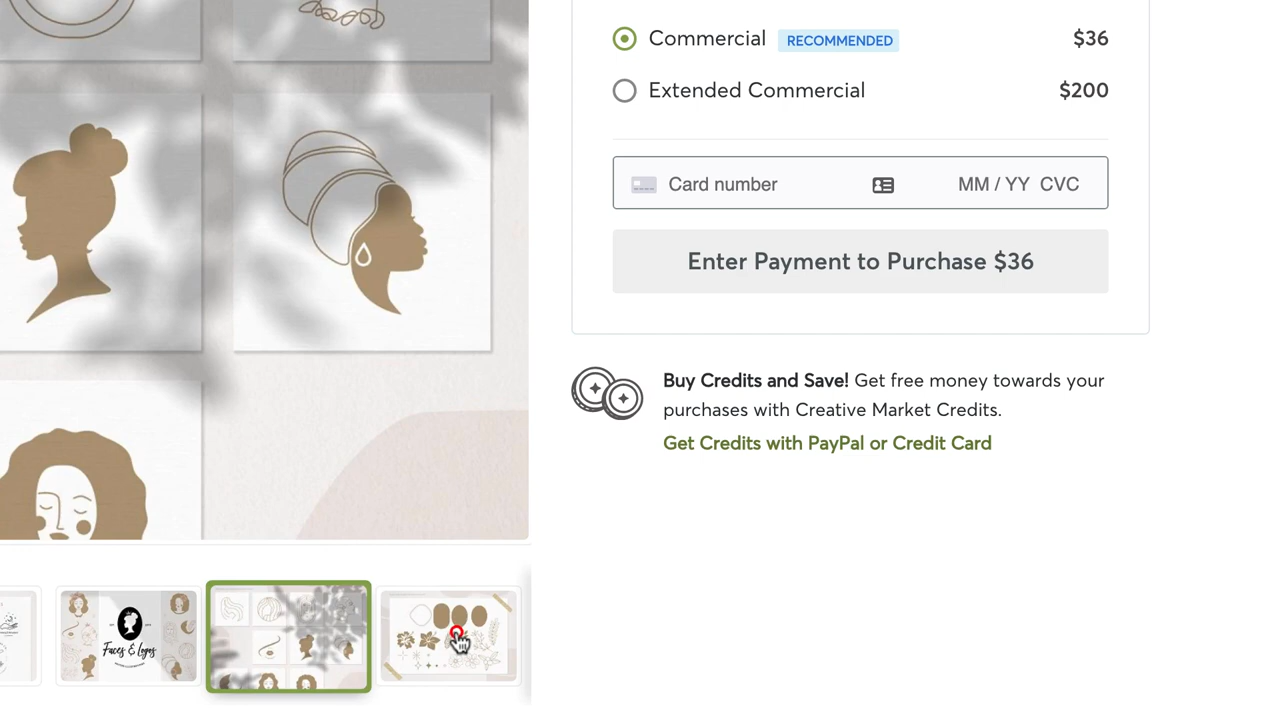 Commercial RECOMMENDED $36
Extended Commercial $200
Card number MM / YY CVC
Enter Payment to Purchase $36
Buy Credits and Save! Get free money towards your
purchases with Creative Market Credits.
Get Credits with PayPal or Credit Card
Faces & Logos